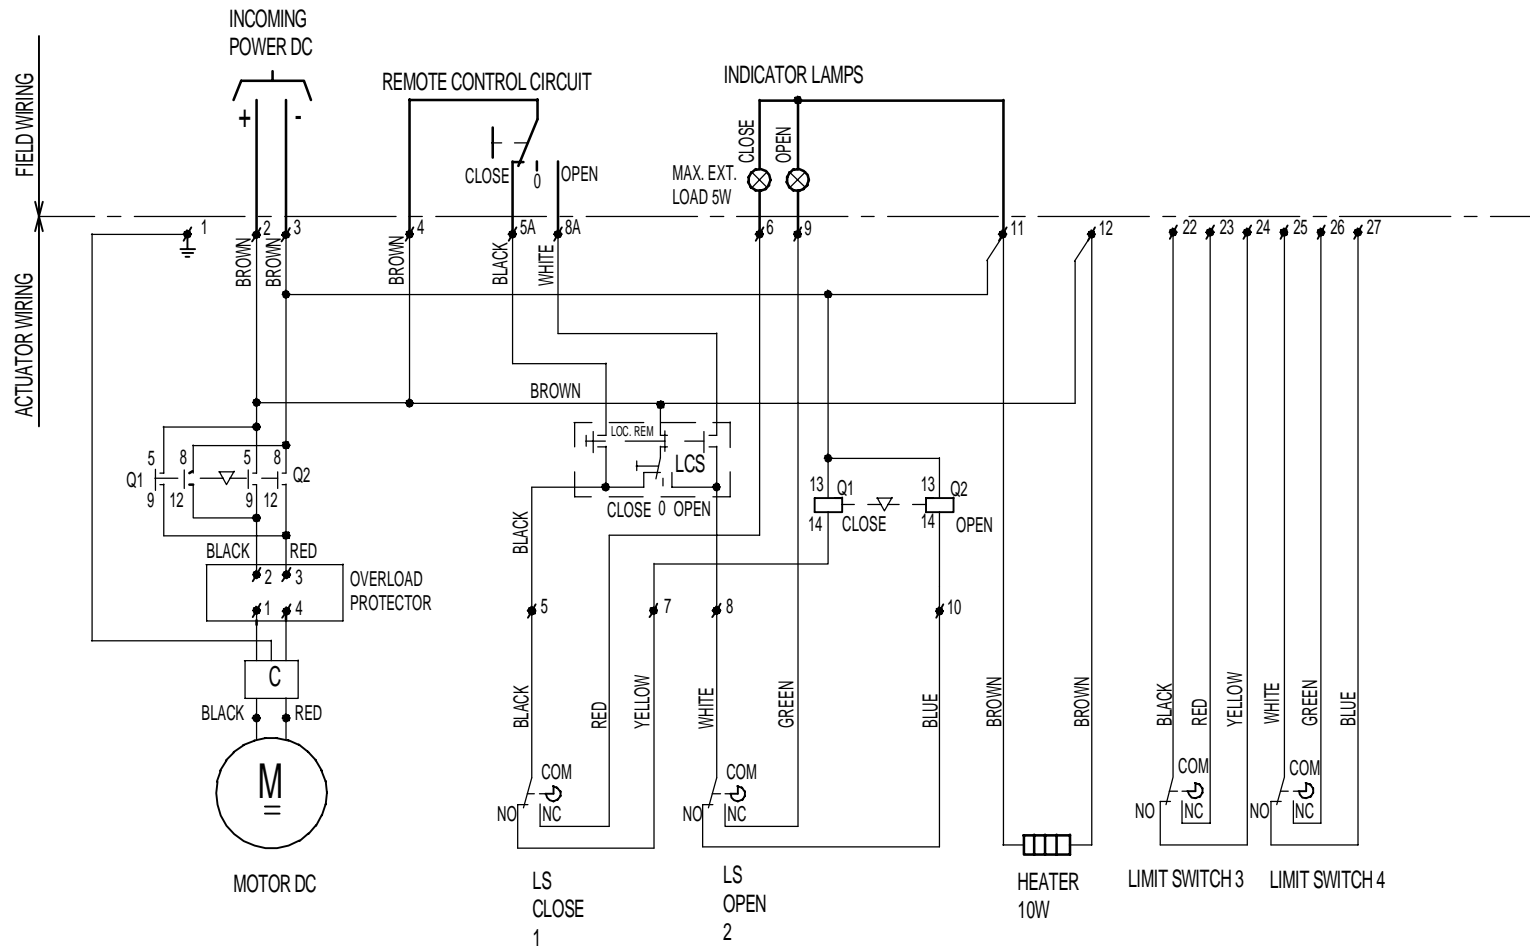 INCOMING
POWER DC
REMOTE CONTROL CIRCUIT
INDICATOR LAMPS
FIELD WIRING
ACTUATOR WIRING
+
-
CLOSE
0
OPEN
MAX. EXT.
LOAD 5W
CLOSE
OPEN
1
2
3
4
5A
8A
6
9
11
12
22
23
24
25
26
27
BROWN
BROWN
BROWN
BLACK
WHITE
BROWN
LOC. REM
LCS
CLOSE 0 OPEN
5
8
5
8
Q1
Q2
9
12
9
12
13
Q1
14
CLOSE
13
Q2
14
OPEN
BLACK
RED
BLACK
2
3
1
4
OVERLOAD
PROTECTOR
5
7
8
10
C
BLACK
RED
BLACK
RED
YELLOW
WHITE
GREEN
BLUE
BROWN
BROWN
BLACK
RED
YELLOW
WHITE
GREEN
BLUE
M
=
MOTOR DC
COM
NO
NC
COM
NO
NC
COM
NO
NC
COM
NO
NC
LS
CLOSE
1
LS
OPEN
2
HEATER
10W
LIMIT SWITCH 3
LIMIT SWITCH 4